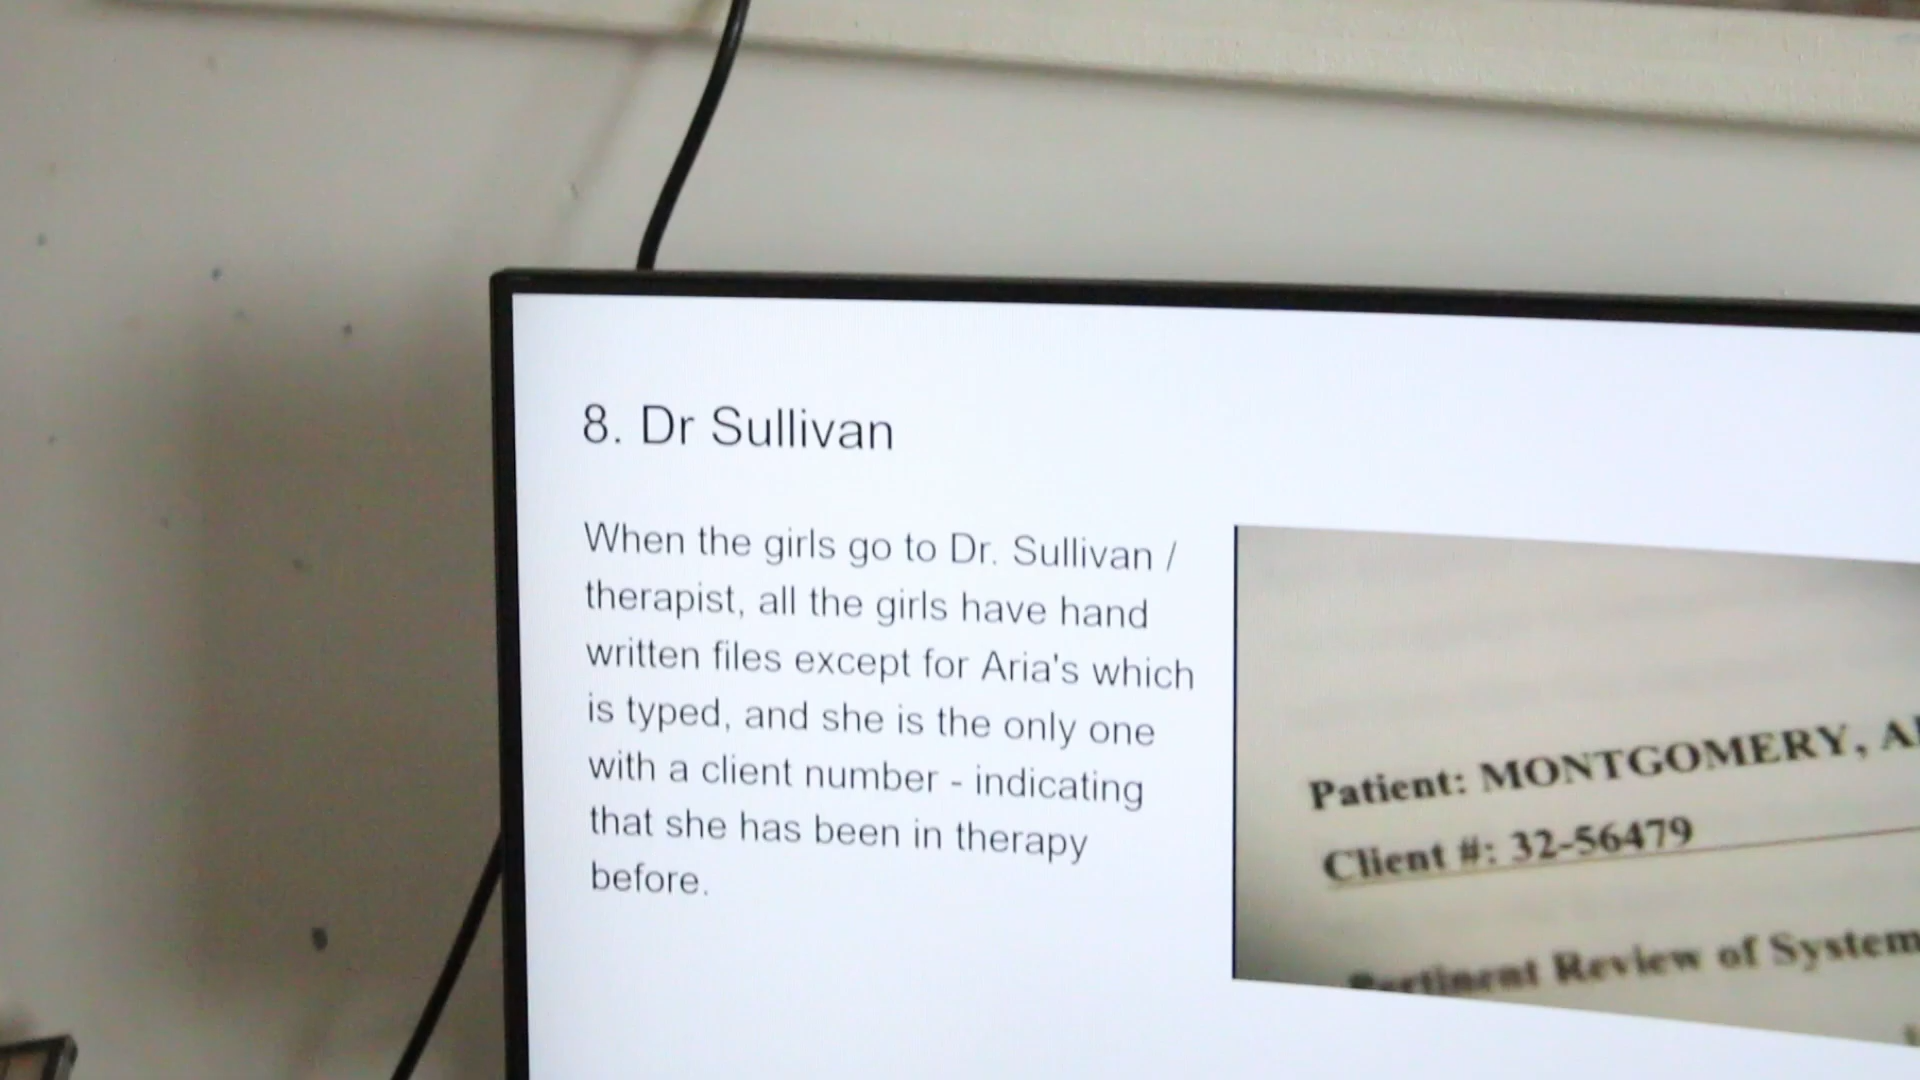 8. Dr Sullivan
When the girls go to Dr. Sullivan /
therapist, all the girls have hand
written files except for Aria's which
is typed, and she is the only one
with a client number - indicating
that she has been in therapy
before.
Patient: MONTGOMERY,
Client #: 32-56479
Pertinent Review of System